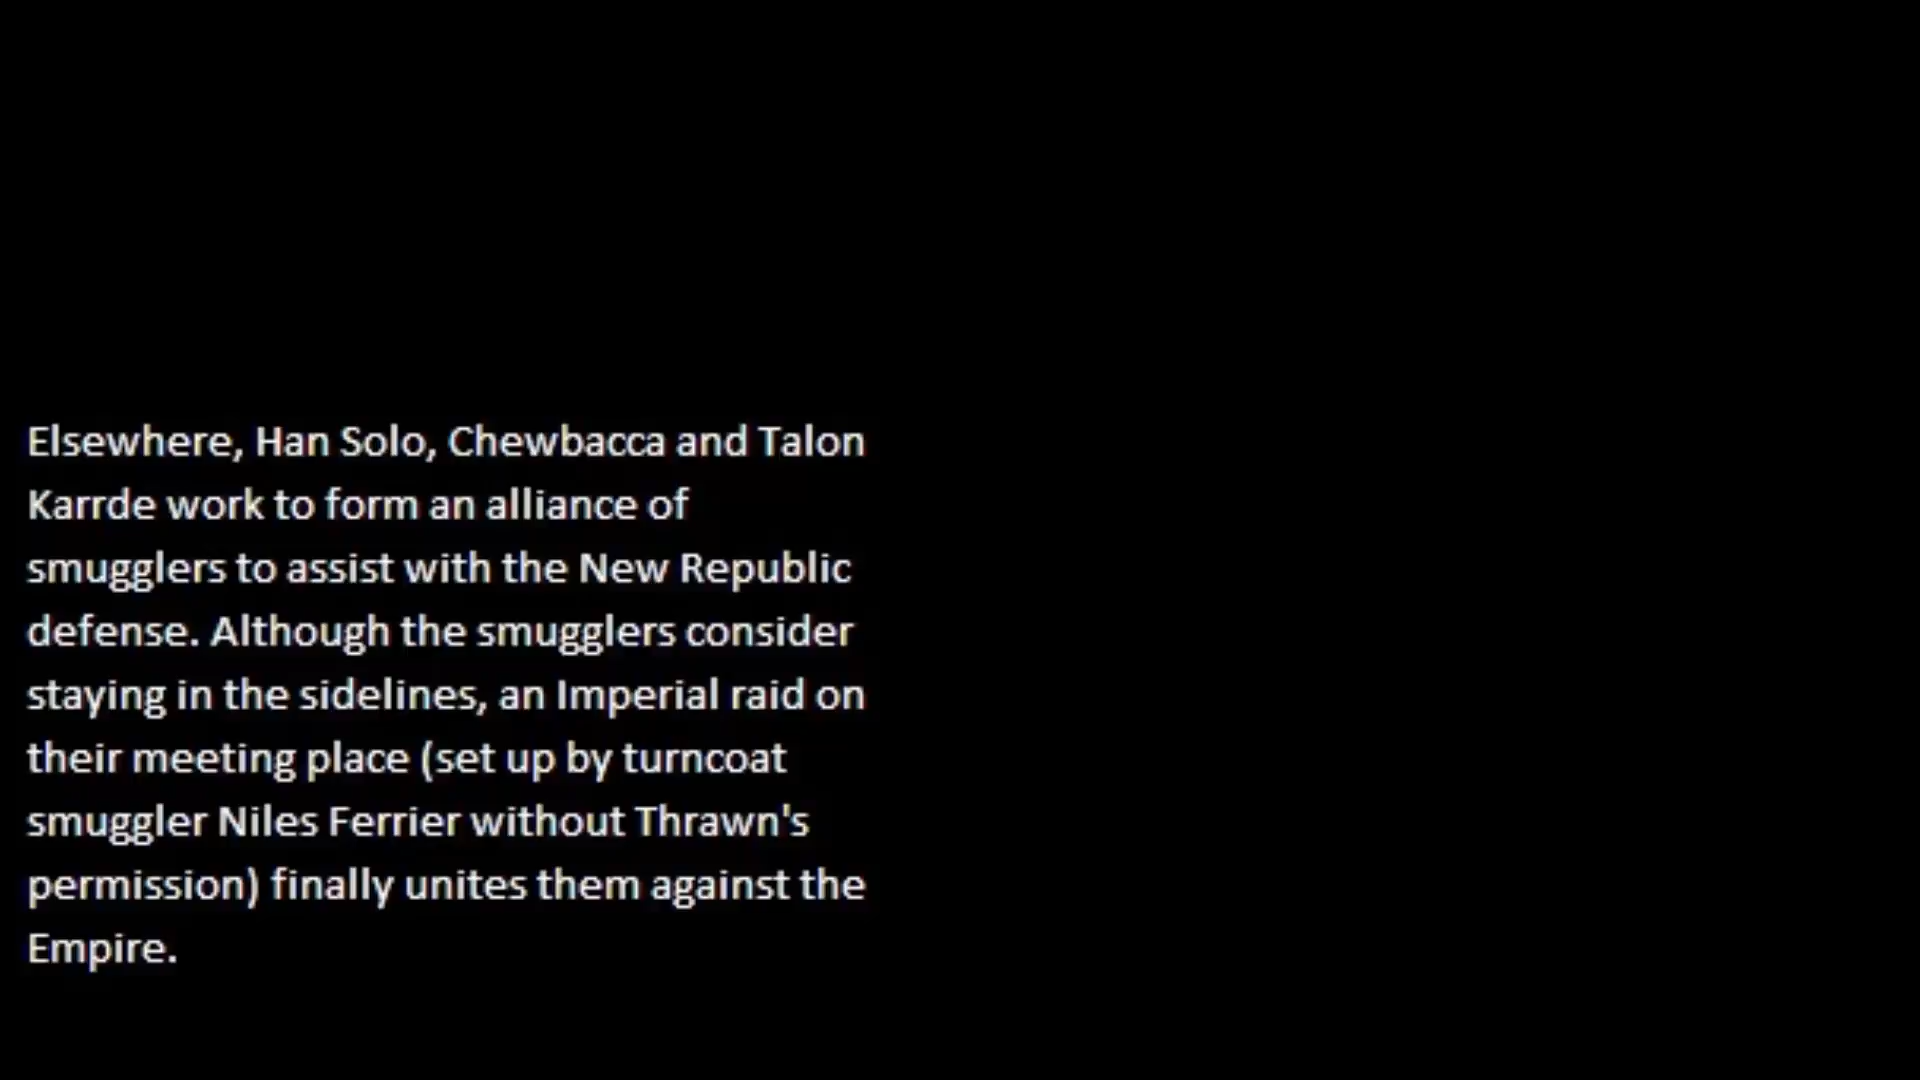 Elsewhere, Han Solo, Chewbacca and Talon
Karrde work to form an alliance of
smugglers to assist with the New Republic
defense. Although the smugglers consider
staying in the sidelines, an Imperial raid on
their meeting place (set up by turncoat
smuggler Niles Ferrier without Thrawn's
permission) finally unites them against the
Empire.